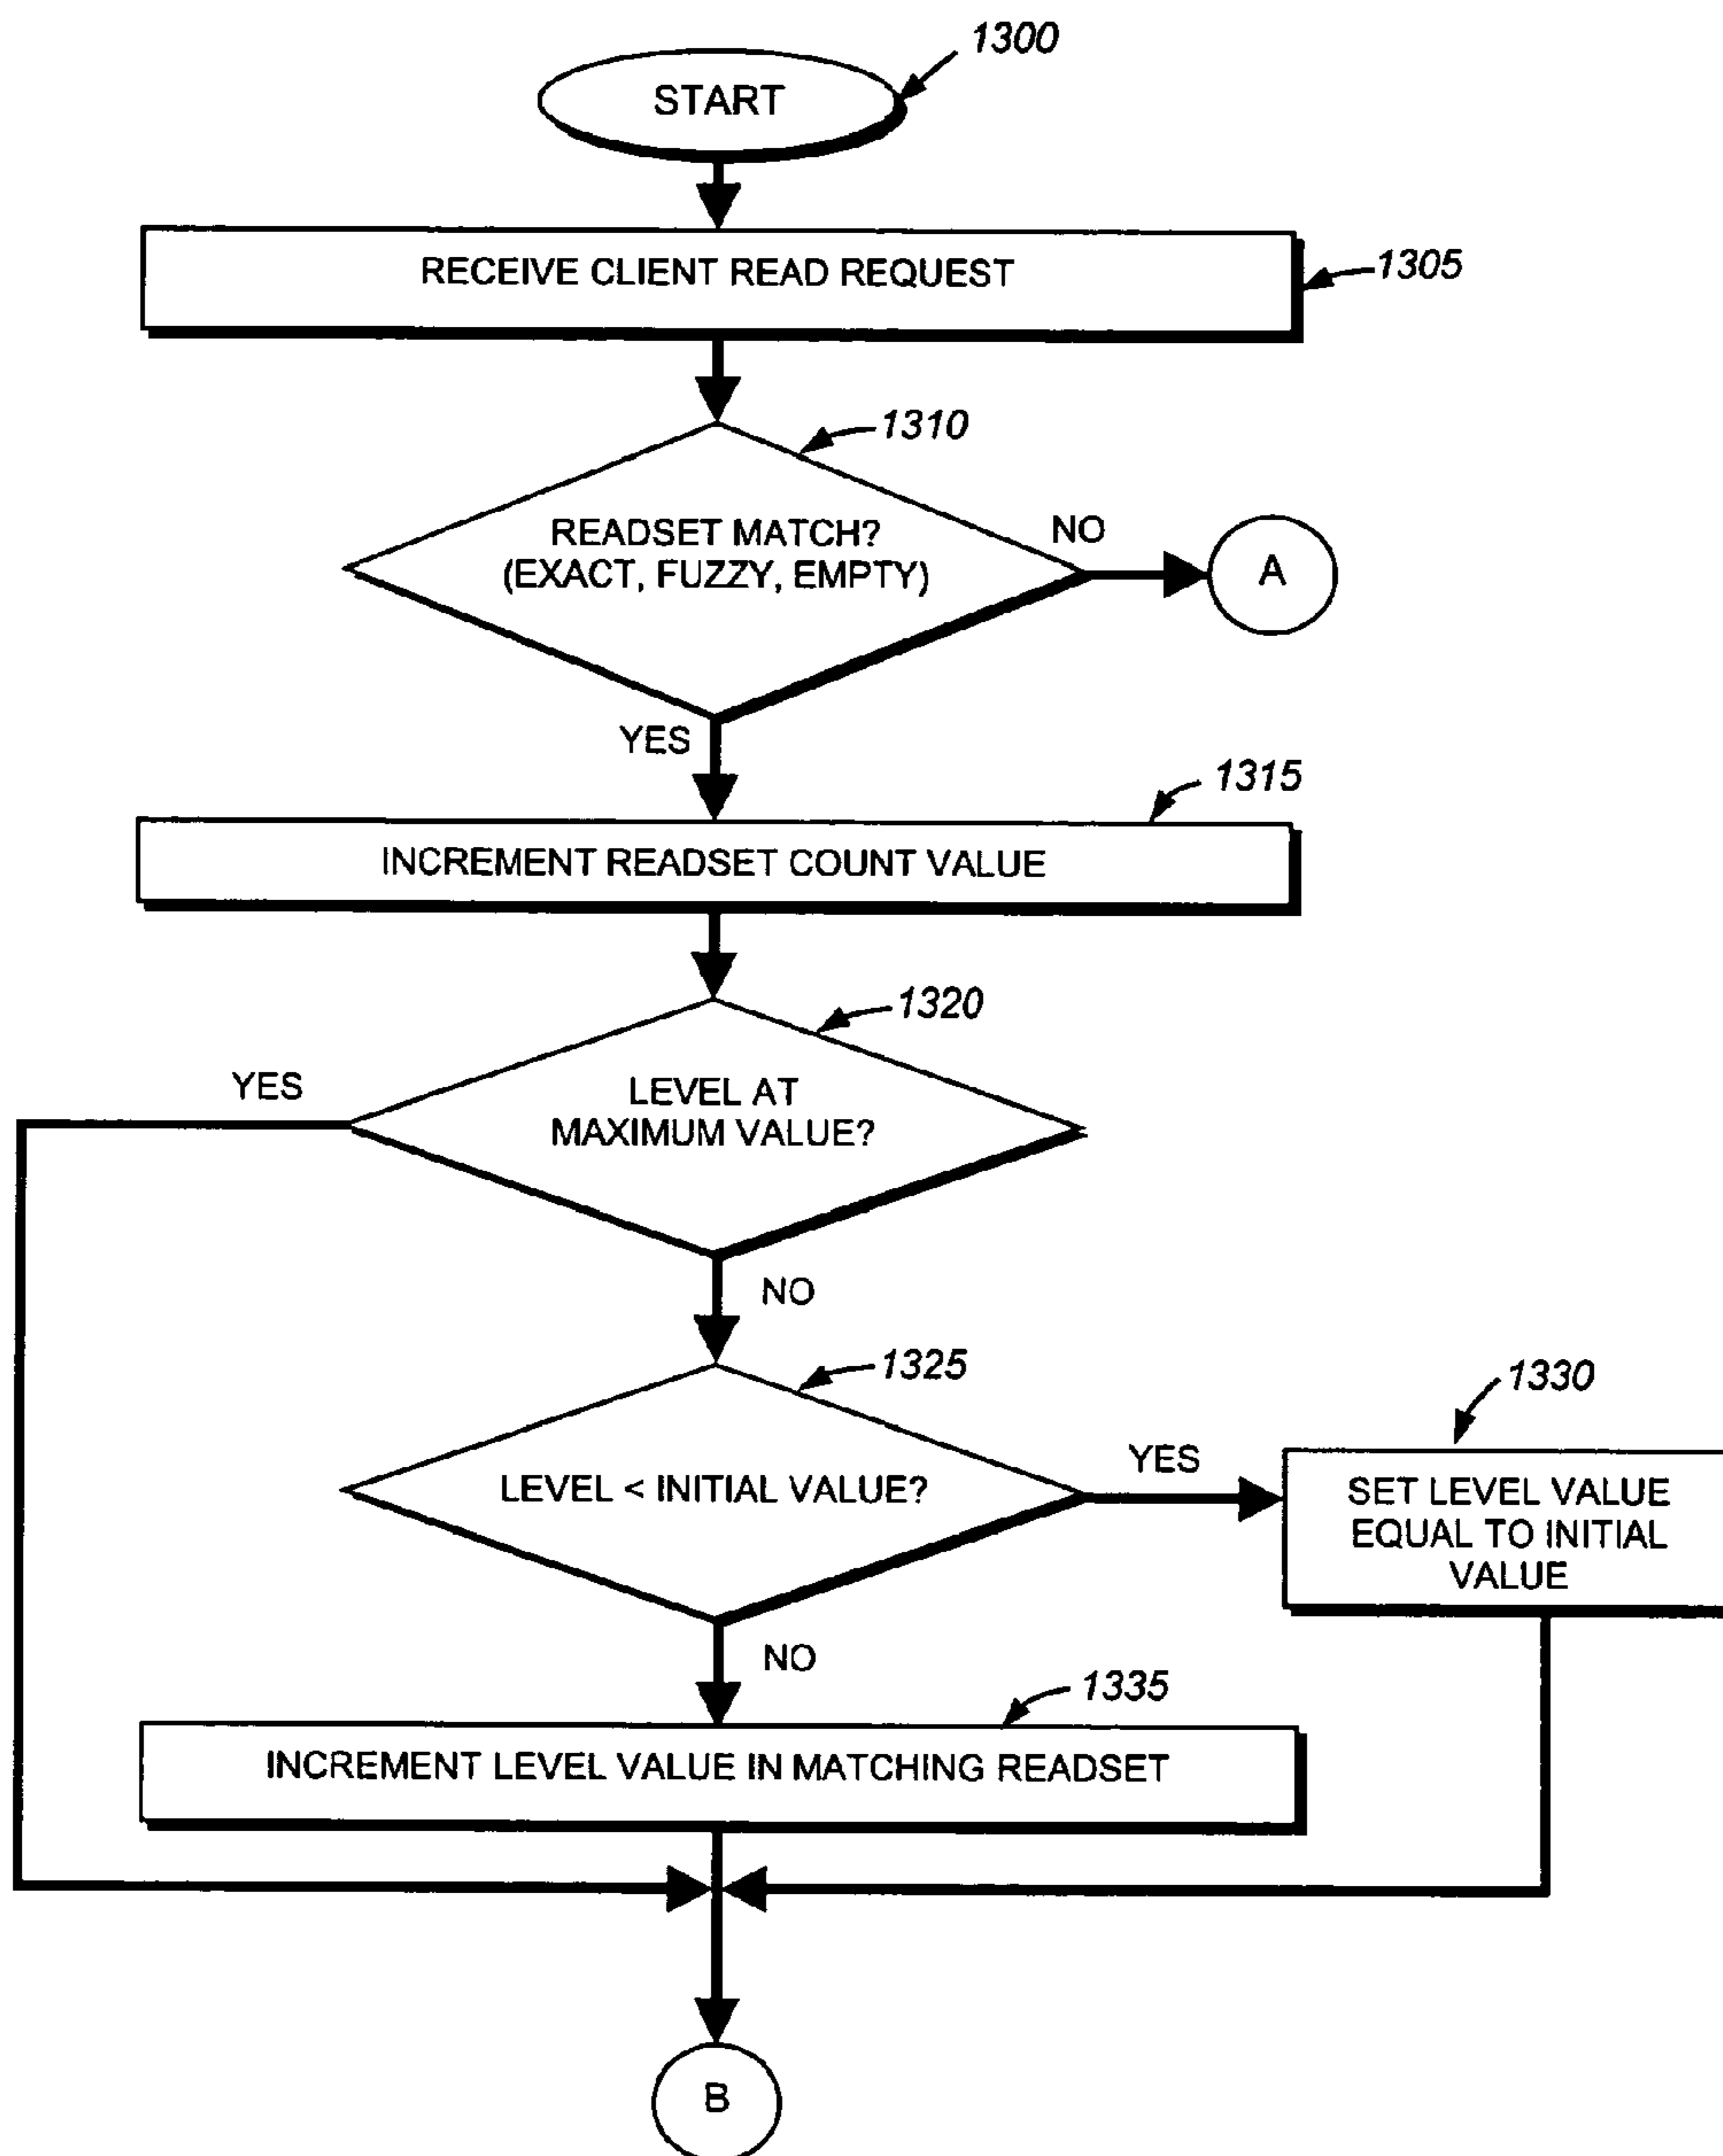 1300
START
RECEIVE CLIENT READ REQUEST
1305
1310
READSET MATCH?
(EXACT, FUZZY, EMPTY)
NO
A
YES
1315
INCREMENT READSET COUNT VALUE
1320
YES
LEVEL AT
MAXIMUM VALUE?
NO
1325
LEVEL < INITIAL VALUE?
YES
1330
SET LEVEL VALUE
EQUAL TO INITIAL
VALUE
NO
1335
INCREMENT LEVEL VALUE IN MATCHING READSET
B